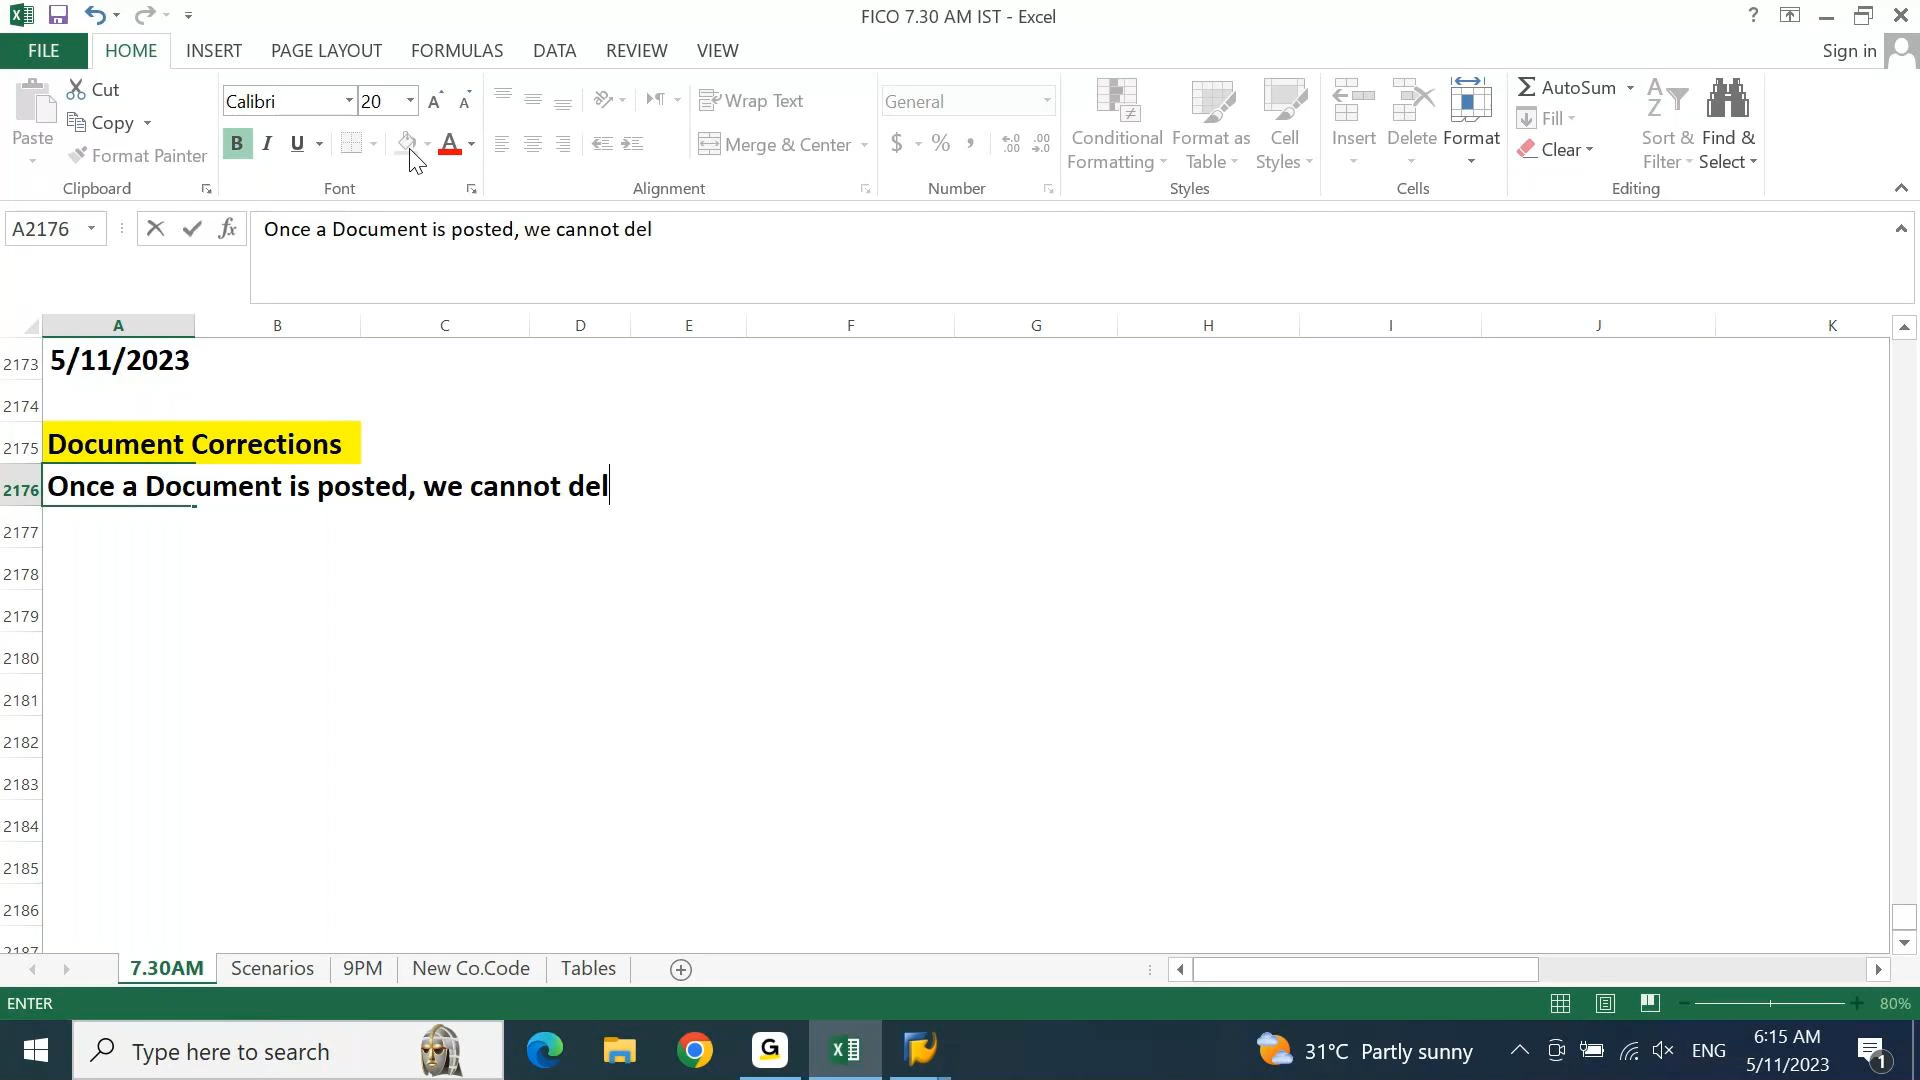 FICO 7.30 AM IST - Excel
?
FILE HOME INSERT PAGE LAYOUT FORMULAS DATA REVIEW VIEW Sign in
Paste Cut Copy Format Painter Clipboard
Calibri 20 A A B I U A Font
Wrap Text Merge & Center Alignment
General $ % , .00 Number
Conditional Formatting Format as Table Cell Styles Styles
Insert Delete Format Cells
AutoSum Fill Clear Sort & Filter Find & Select Editing
A2176 fx Once a Document is posted, we cannot del
A B C D E F G H I J K
2173 5/11/2023
2174
2175 Document Corrections
2176 Once a Document is posted, we cannot del
2177
2178
2179
2180
2181
2182
2183
2184
2185
2186
2187
7.30AM Scenarios 9PM New Co.Code Tables
ENTER 80%
Type here to search 31°C Partly sunny ENG 6:15 AM
5/11/2023 1